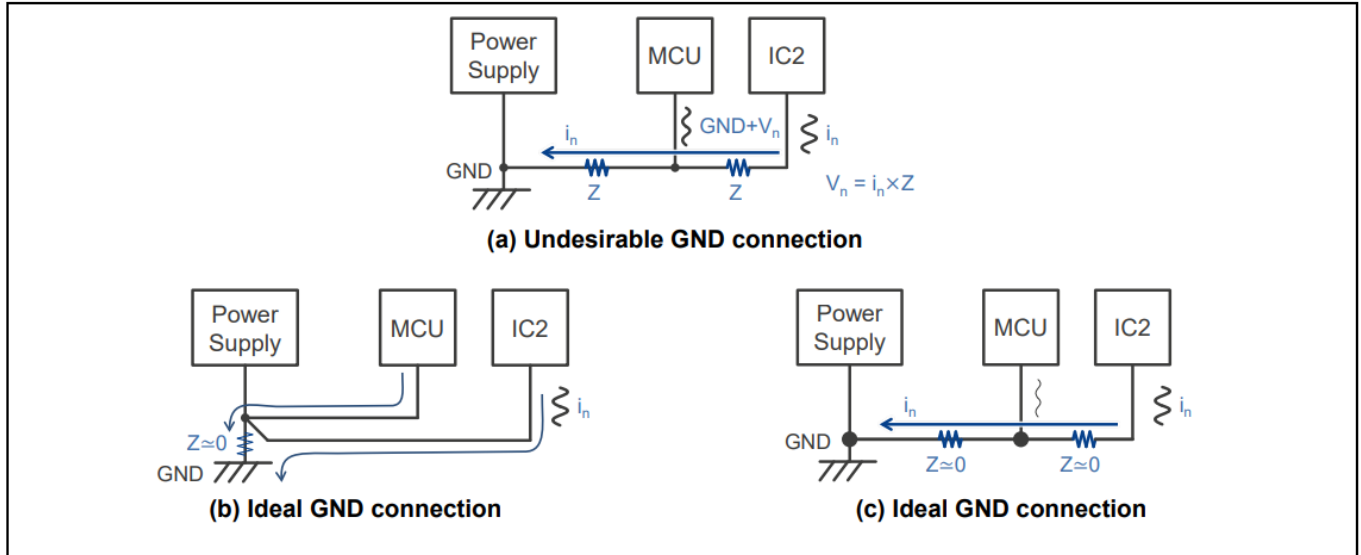 Power
Supply
MCU
IC2
GND+Vn
in
in
GND
Z
Z
Vn = in×Z
(a) Undesirable GND connection
Power
Supply
MCU
IC2
in
Z≃0
GND
(b) Ideal GND connection
Power
Supply
MCU
IC2
in
in
GND
Z≃0
Z≃0
(c) Ideal GND connection